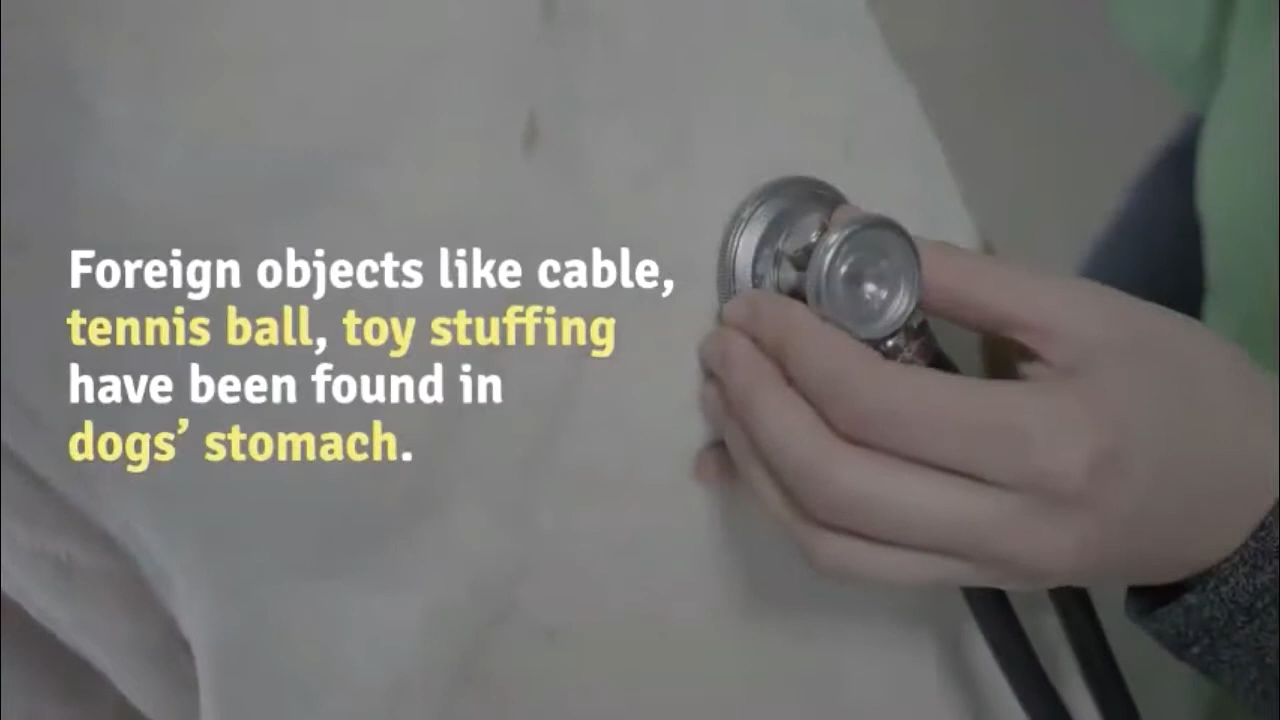 Foreign objects like cable,
tennis ball, toy stuffing
have been found in
dogs’ stomach.